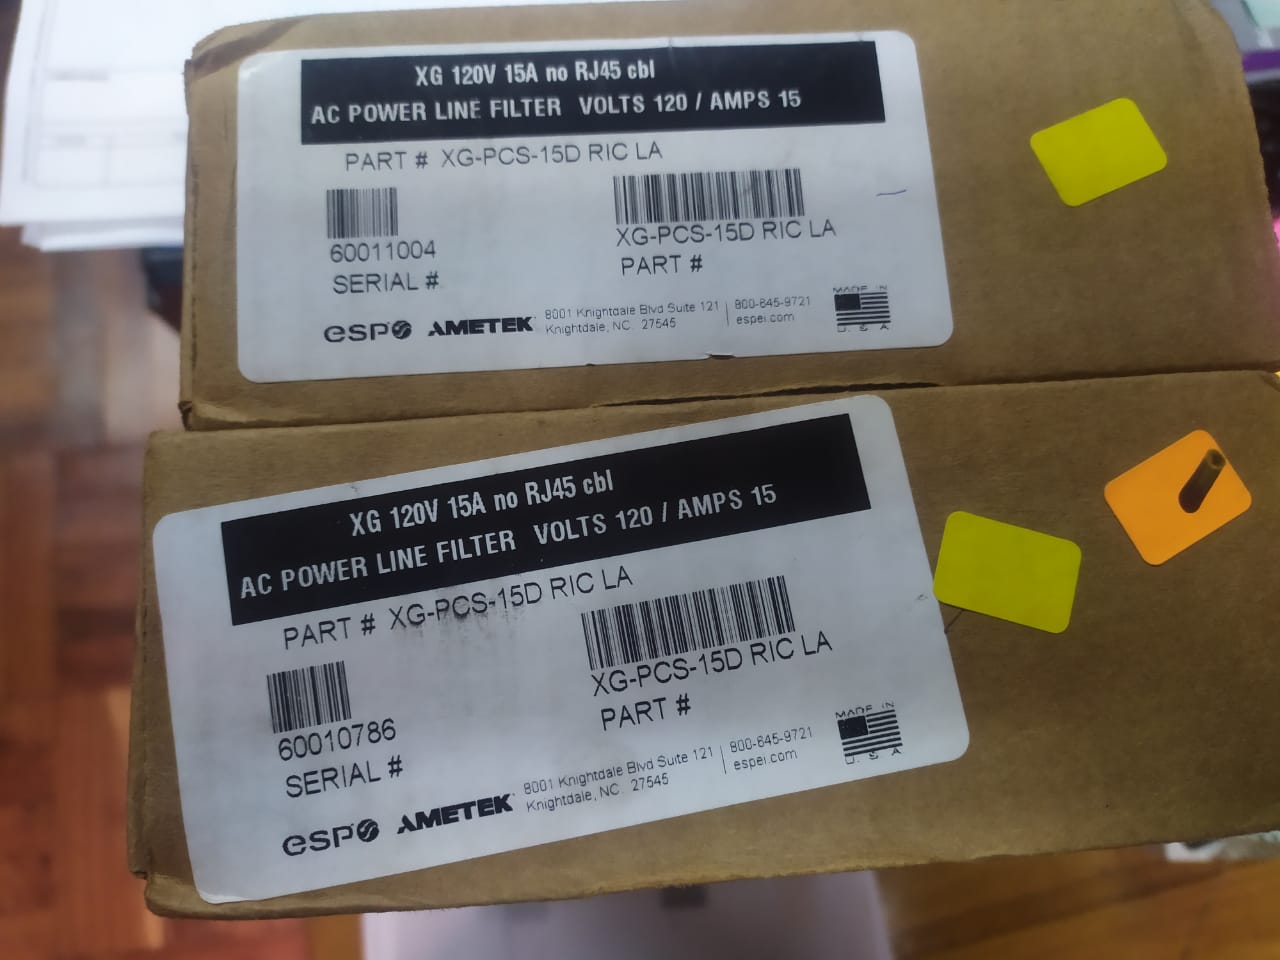 XG 120V 15A no RJ45 cbl
AC POWER LINE FILTER VOLTS 120 / AMPS 15
PART # XG-PCS-15D RIC LA
60011004
SERIAL #
XG-PCS-15D RIC LA
PART #
esp AMETEK
8001 Knightdale Blvd Suite 121
Knightdale, NC. 27545
800-645-9721
espei.com
MADE IN
U. S. A.
XG 120V 15A no RJ45 cbl
AC POWER LINE FILTER VOLTS 120 / AMPS 15
PART # XG-PCS-15D RIC LA
60010786
SERIAL #
XG-PCS-15D RIC LA
PART #
esp AMETEK
8001 Knightdale Blvd Suite 121
Knightdale, NC. 27545
800-645-9721
espei.com
MADE IN
U. S. A.